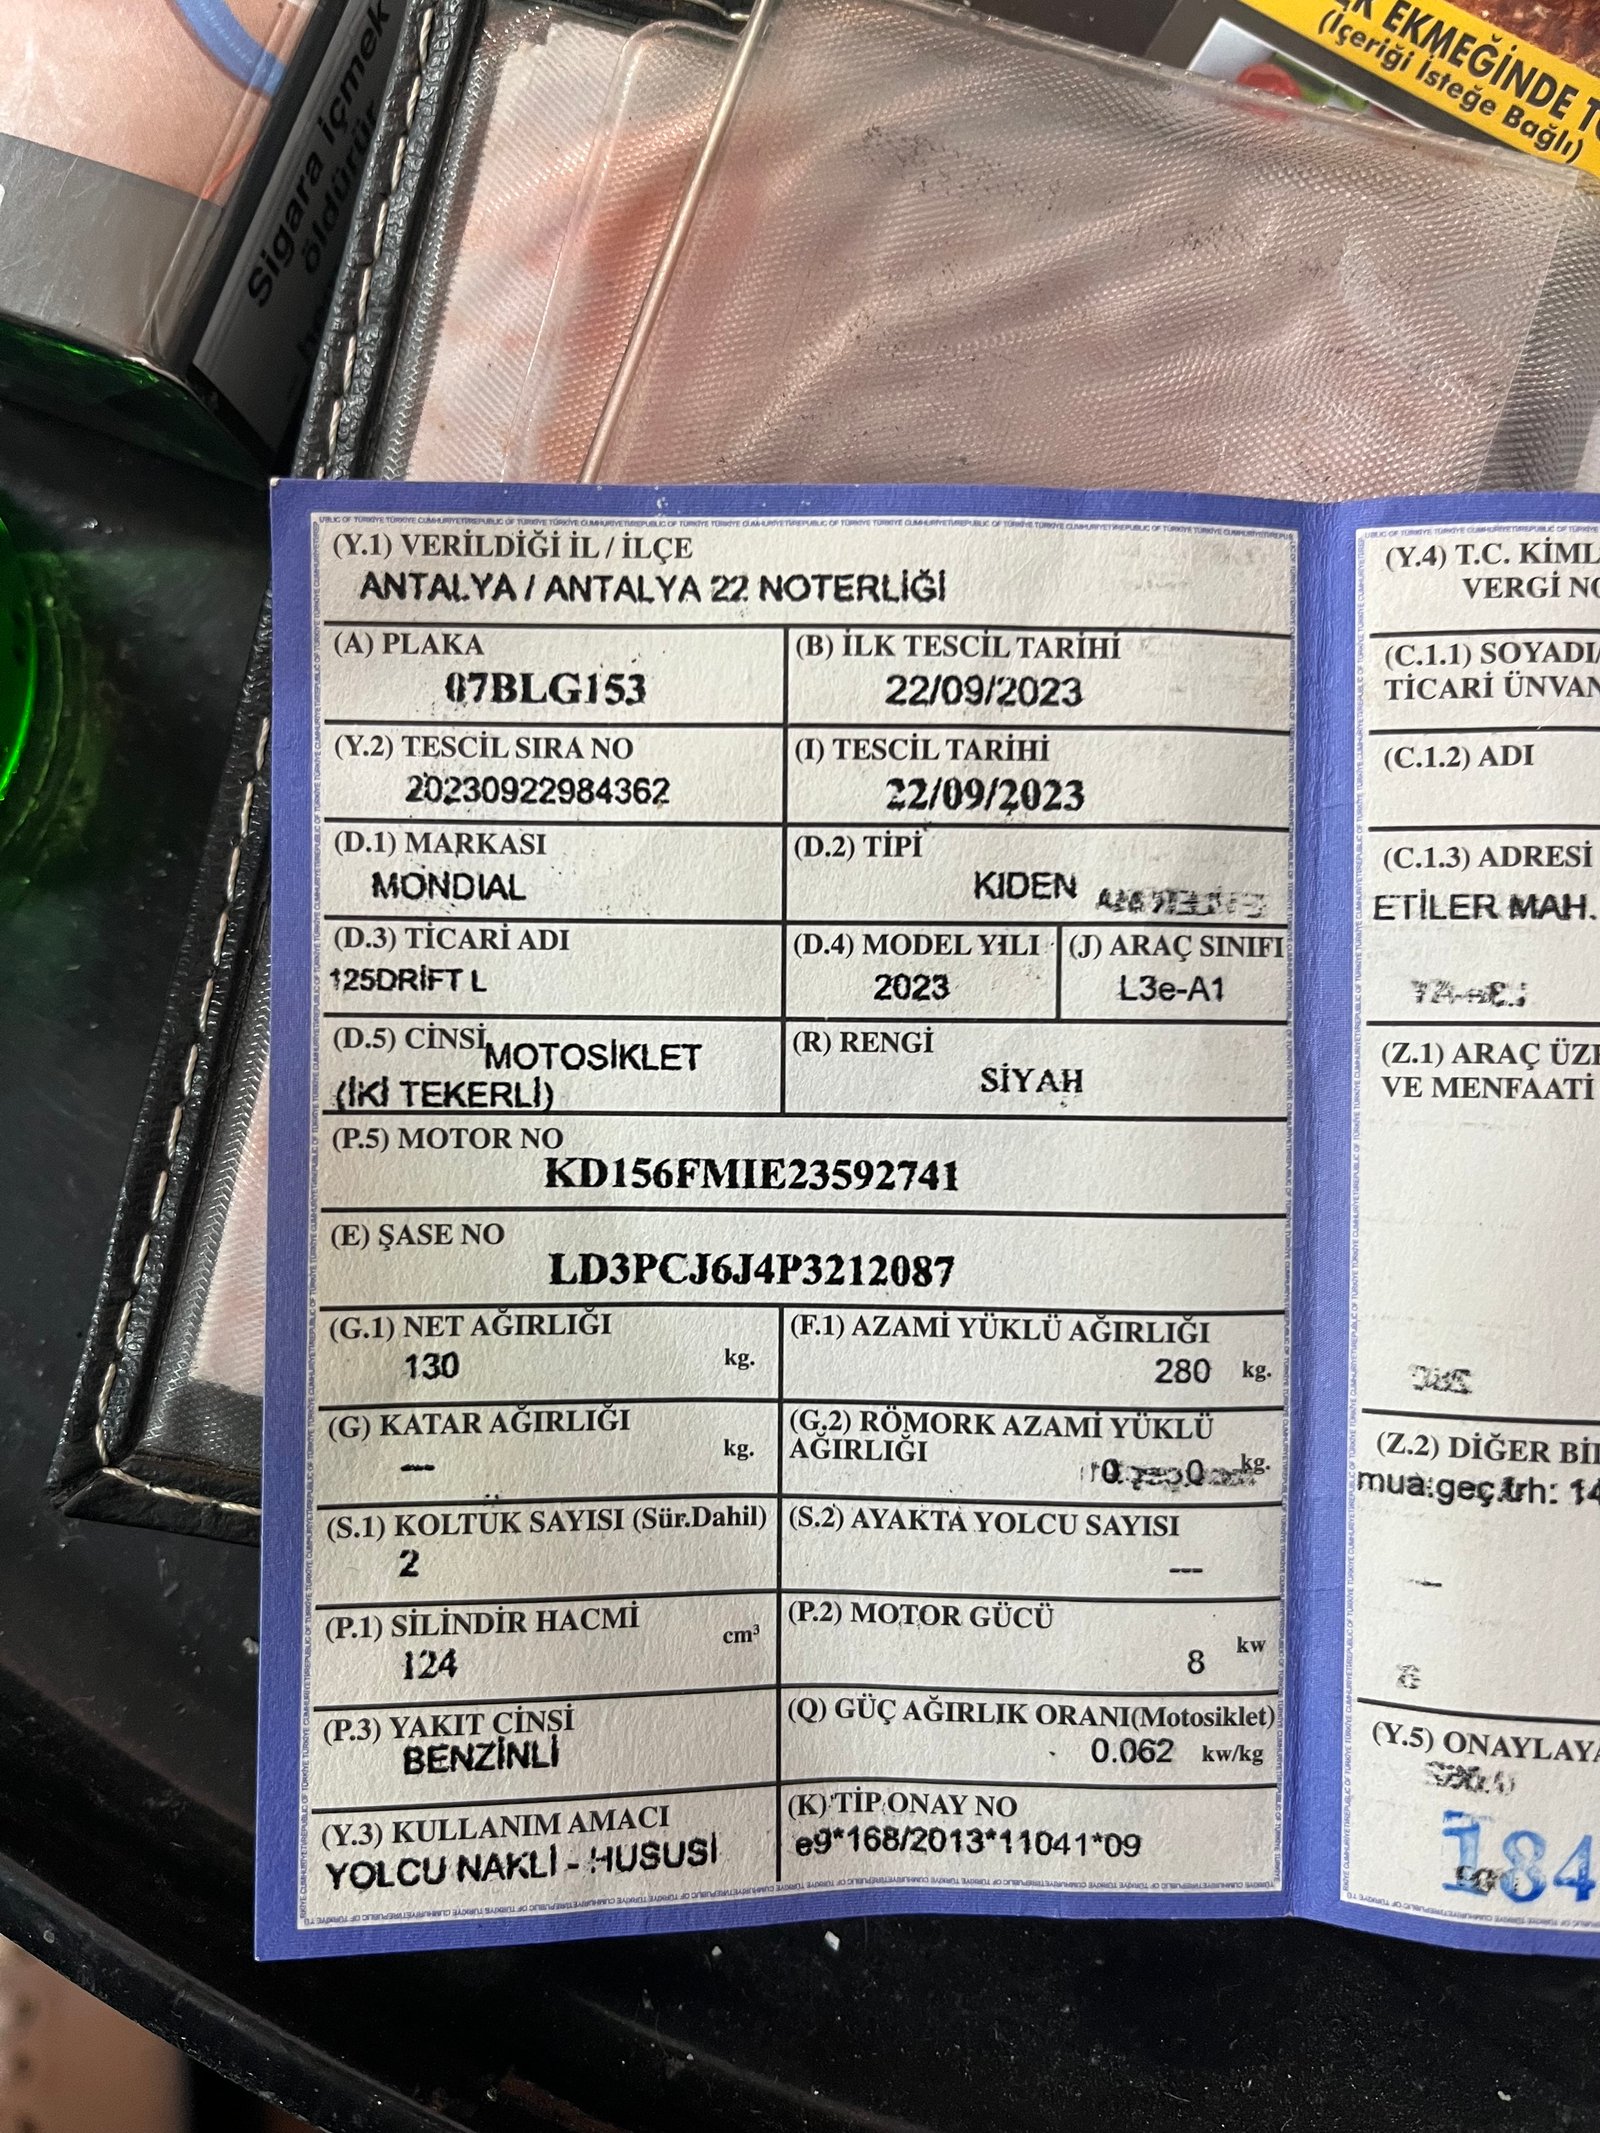 EK EKMEĞİNDE
(İçeriği İsteğe Bağlı)
Sigara içmek
öldürür
(Y.1) VERİLDİĞİ İL / İLÇE
ANTALYA / ANTALYA 22 NOTERLİĞİ
(A) PLAKA
07BLG153
(B) İLK TESCİL TARİHİ
22/09/2023
(Y.2) TESCİL SIRA NO
20230922984362
(I) TESCİL TARİHİ
22/09/2023
(D.1) MARKASI
MONDIAL
(D.2) TİPİ
KIDEN
(D.3) TİCARİ ADI
125DRİFT L
(D.4) MODEL YILI
2023
(J) ARAÇ SINIFI
L3e-A1
(D.5) CİNSİ MOTOSİKLET
(İKİ TEKERLİ)
(R) RENGİ
SİYAH
(P.5) MOTOR NO
KD156FMIE23592741
(E) ŞASE NO
LD3PCJ6J4P3212087
(G.1) NET AĞIRLIĞI
130 kg.
(F.1) AZAMİ YÜKLÜ AĞIRLIĞI
280 kg.
(G) KATAR AĞIRLIĞI
--- kg.
(G.2) RÖMORK AZAMİ YÜKLÜ
AĞIRLIĞI
kg.
(S.1) KOLTUK SAYISI (Sür.Dahil)
2
(S.2) AYAKTA YOLCU SAYISI
---
(P.1) SİLİNDİR HACMİ
124 cm³
(P.2) MOTOR GÜCÜ
8 kw
(P.3) YAKIT CİNSİ
BENZİNLİ
(Q) GÜÇ AĞIRLIK ORANI(Motosiklet)
0.062 kw/kg
(Y.3) KULLANIM AMACI
YOLCU NAKLİ - HUSUSİ
(K) TİP ONAY NO
e9*168/2013*11041*09
(Y.4) T.C. KİML
VERGİ NO
(C.1.1) SOYADI/
TİCARİ ÜNVAN
(C.1.2) ADI
(C.1.3) ADRESİ
ETİLER MAH.
(Z.1) ARAÇ ÜZE
VE MENFAATİ
(Z.2) DİĞER BİL
mua.geç.trh: 14
(Y.5) ONAYLAYA
184